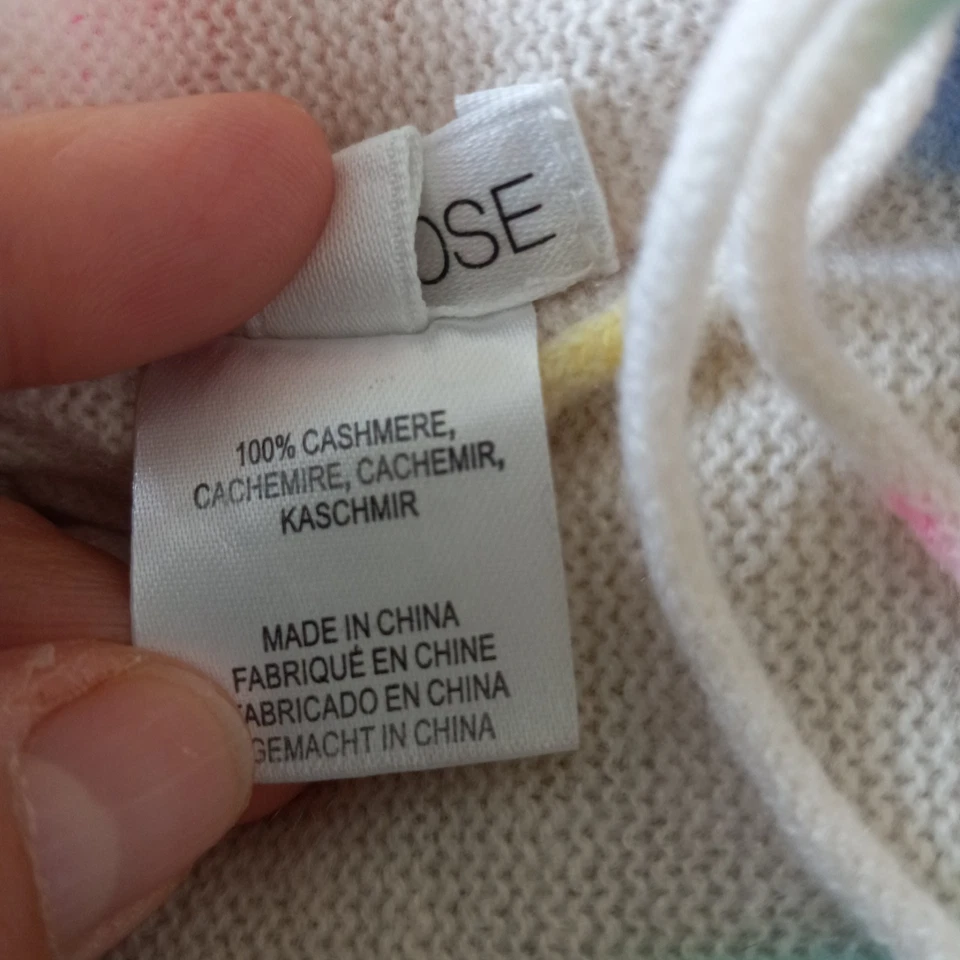 OSE
100% CASHMERE,
CACHEMIRE, CACHEMIR,
KASCHMIR
MADE IN CHINA
FABRIQUÉ EN CHINE
FABRICADO EN CHINA
GEMACHT IN CHINA